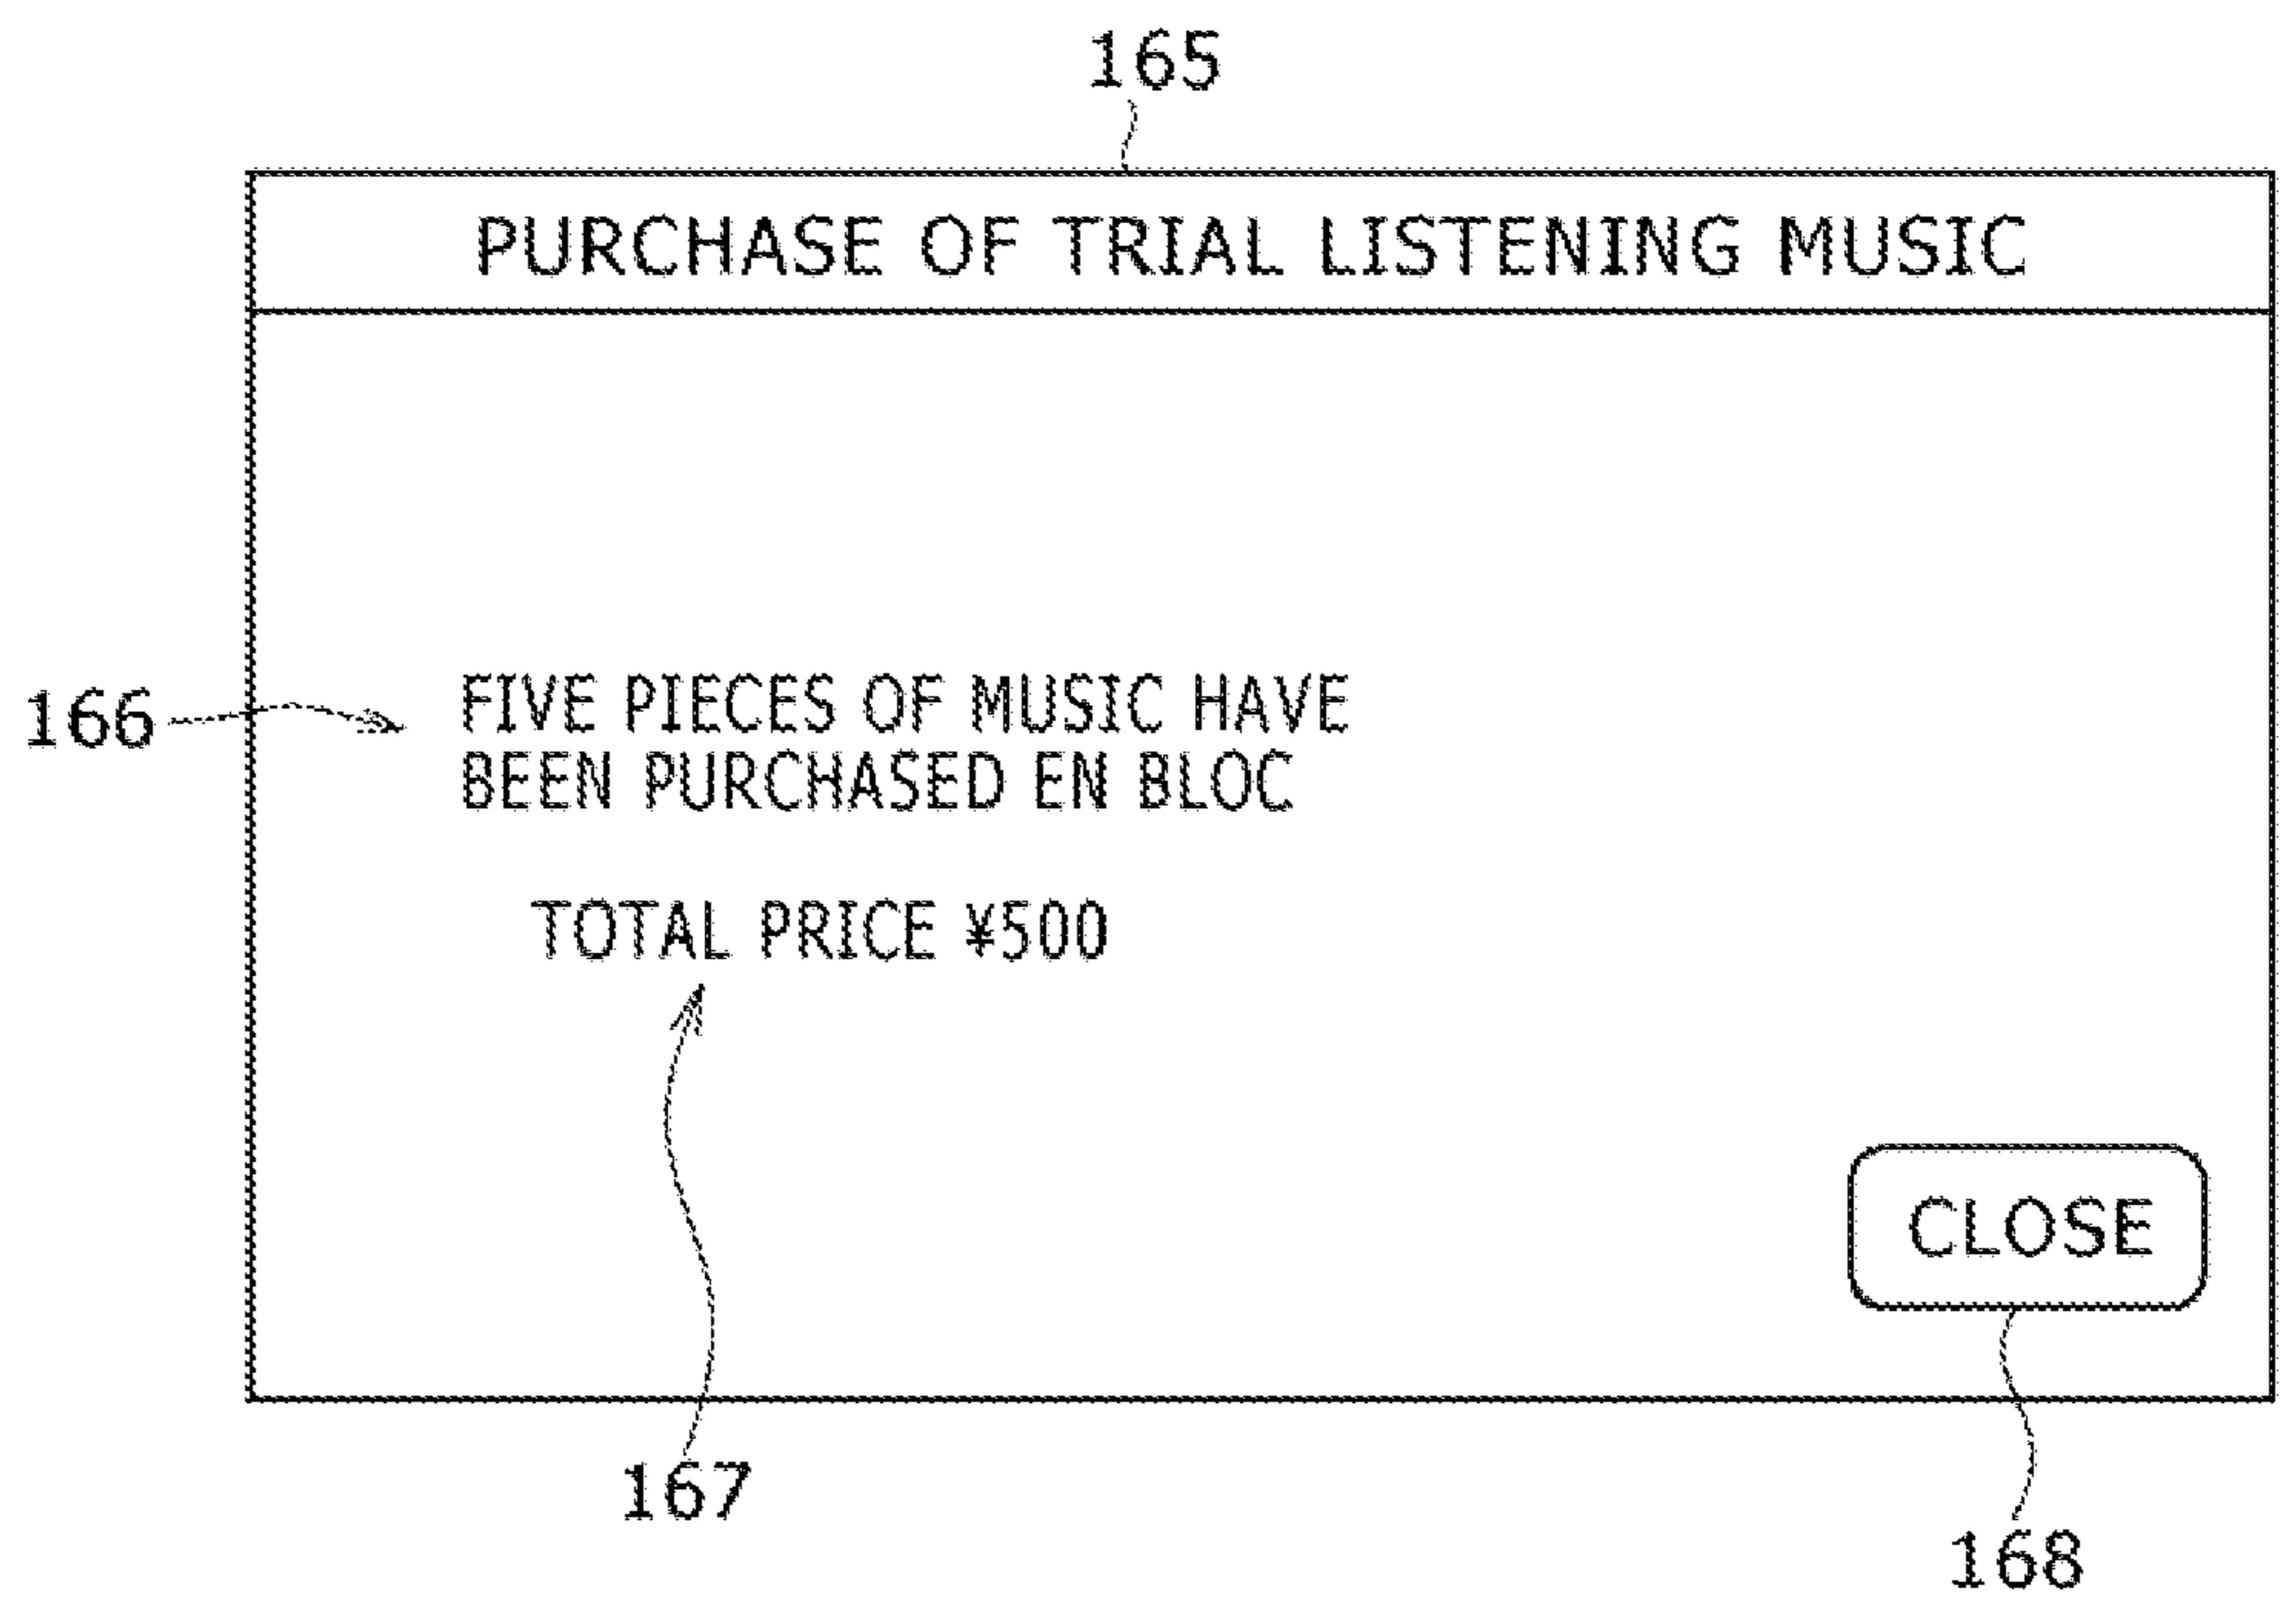 165
PURCHASE OF TRIAL LISTENING MUSIC
166
FIVE PIECES OF MUSIC HAVE
BEEN PURCHASED EN BLOC
TOTAL PRICE ¥500
CLOSE
167
168